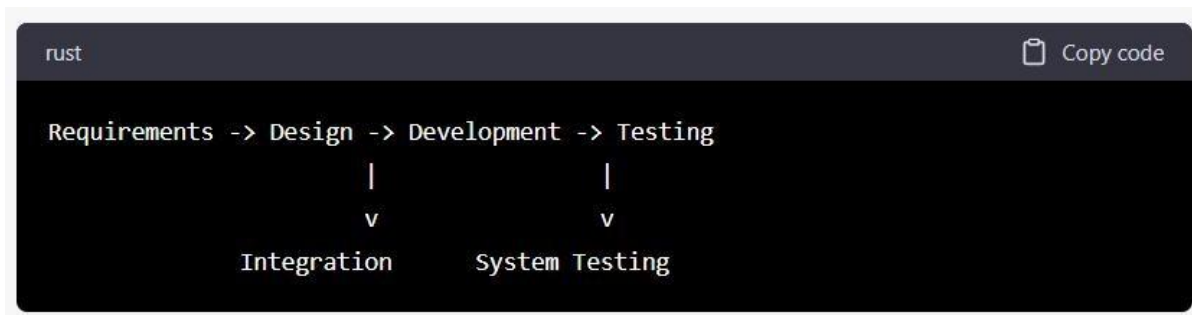 rust Copy code
Requirements -> Design -> Development -> Testing
| |
v v
Integration System Testing